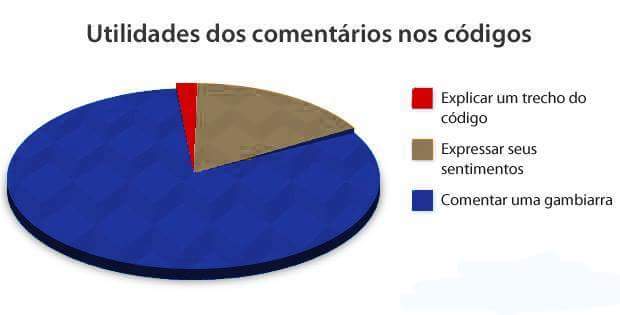 Utilidades dos comentários nos códigos
Explicar um trecho do
código
Expressar seus
sentimentos
Comentar uma gambiarra